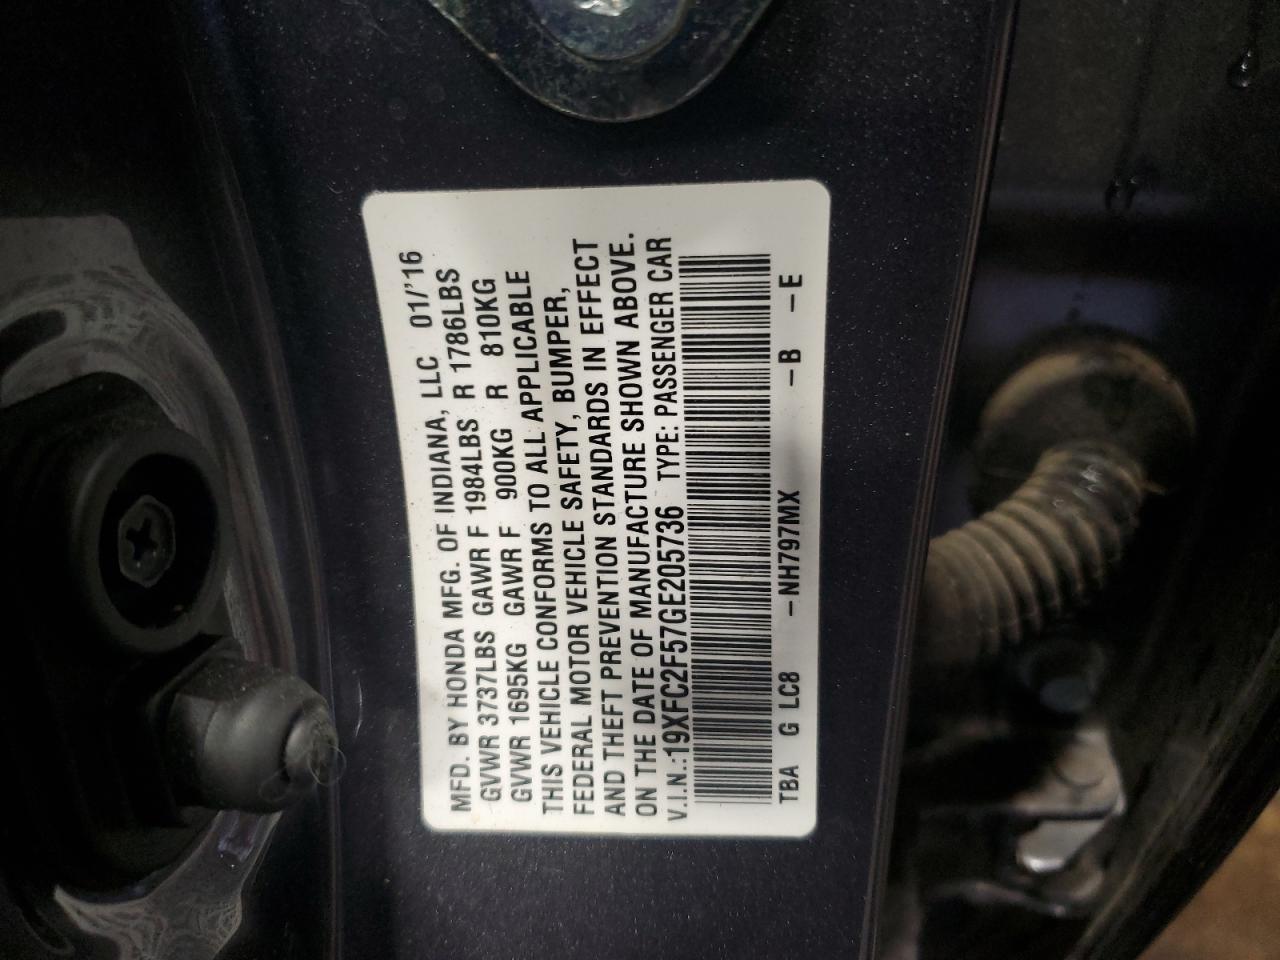 MFD. BY HONDA MFG. OF INDIANA, LLC 01/'16
GVWR 3737LBS GAWR F 1984LBS R 1786LBS
GVWR 1695KG GAWR F 900KG R 810KG
THIS VEHICLE CONFORMS TO ALL APPLICABLE
FEDERAL MOTOR VEHICLE SAFETY, BUMPER,
AND THEFT PREVENTION STANDARDS IN EFFECT
ON THE DATE OF MANUFACTURE SHOWN ABOVE.
V.I.N.:19XFC2F57GE205736 TYPE: PASSENGER CAR
TBA G LC8 -NH797MX -B -E